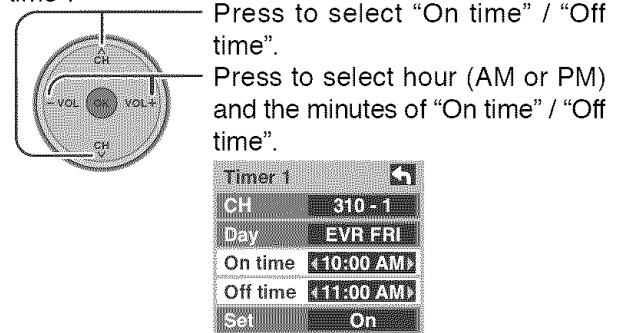 Press to select “On time” / “Off
time”.
Press to select hour (AM or PM)
and the minutes of “On time” / “Off
time”.
CH
− VOL OK VOL +
CH
Timer 1
CH 310 - 1
Day EVR FRI
On time 10:00 AM
Off time 11:00 AM
Set On